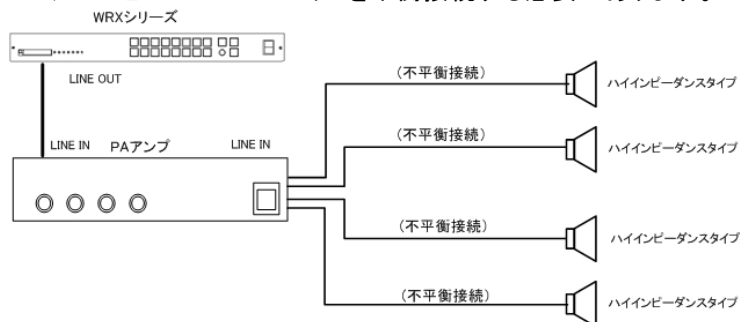 WRXシリーズ
LINE OUT
LINE IN
PAアンプ
LINE IN
(不平衡接続)
ハイインピーダンスタイプ
(不平衡接続)
ハイインピーダンスタイプ
(不平衡接続)
ハイインピーダンスタイプ
(不平衡接続)
ハイインピーダンスタイプ